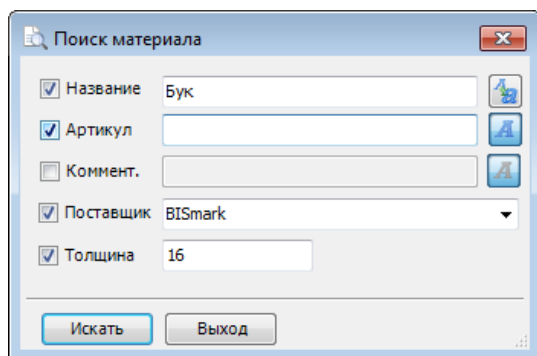 Поиск материала
Название Бук
Артикул
Коммент.
Поставщик BISmark
Толщина 16
Искать Выход